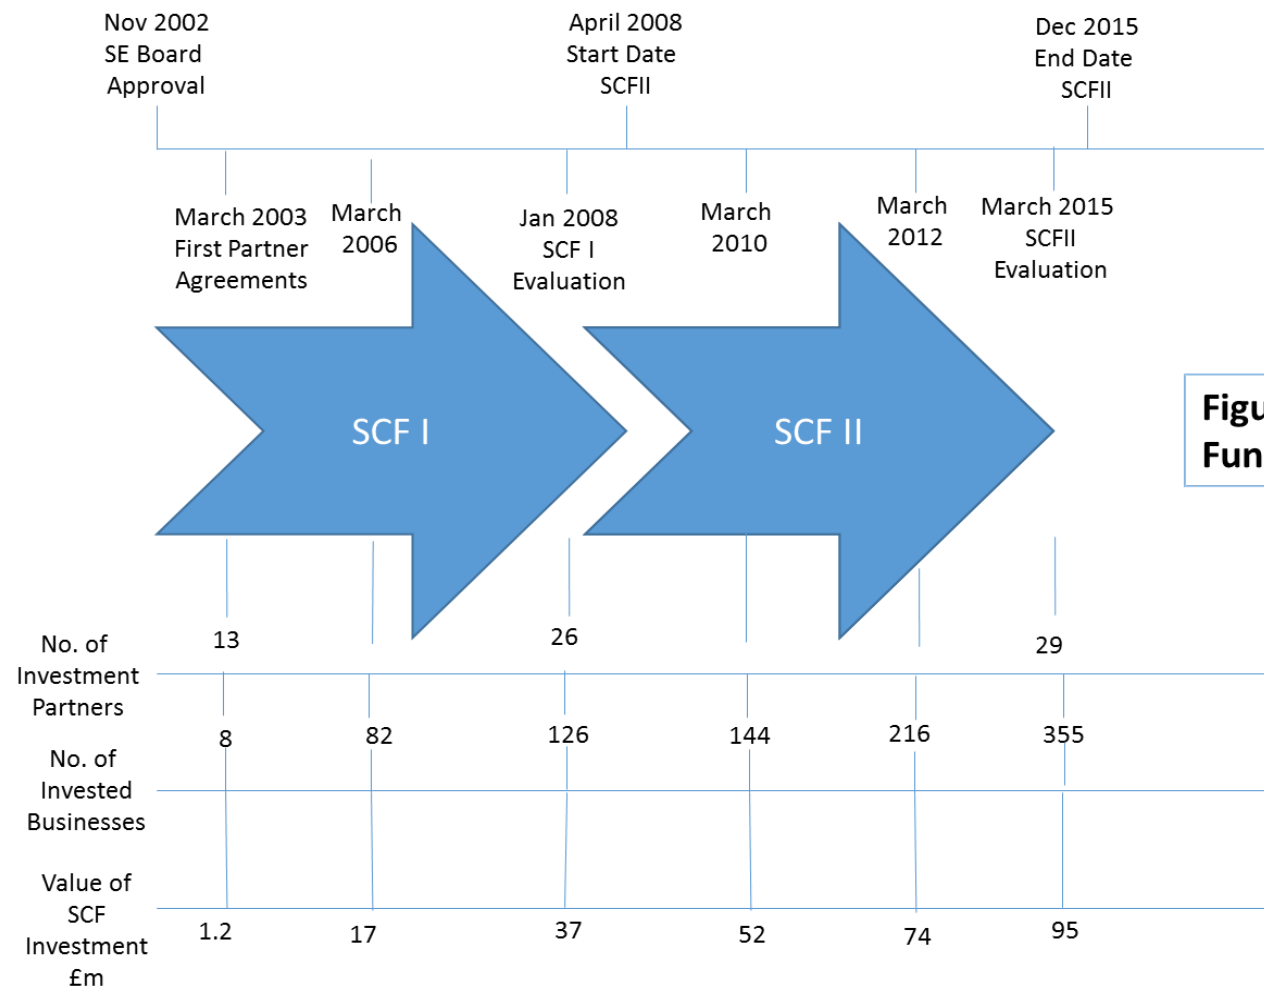 Nov 2002
SE Board
Approval
April 2008
Start Date
SCFII
Dec 2015
End Date
SCFII
March 2003
First Partner
Agreements
March
2006
Jan 2008
SCF I
Evaluation
March
2010
March
2012
March 2015
SCFII
Evaluation
SCF I
SCF II
Figu
Fun
No. of
Investment
Partners
13
26
29
8
82
126
144
216
355
No. of
Invested
Businesses
Value of
SCF
Investment
£m
1.2
17
37
52
74
95